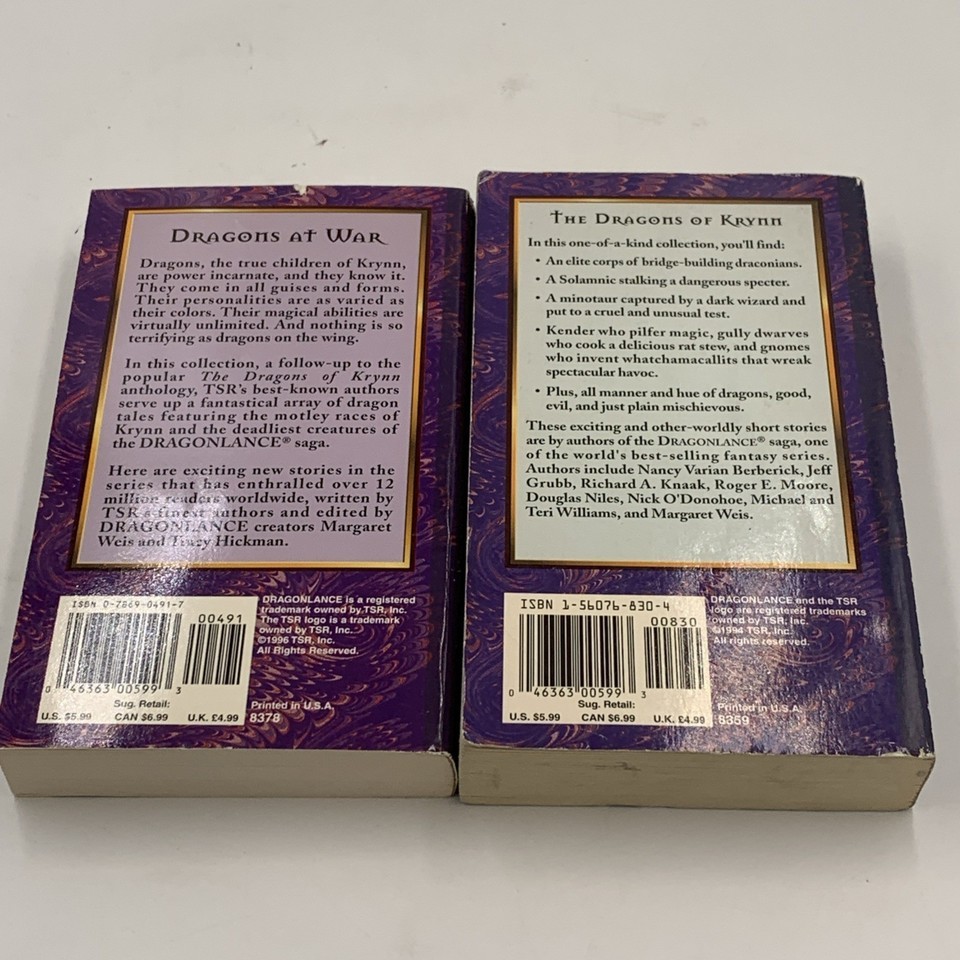 DRAGONS AT WAR
Dragons, the true children of Krynn,
are power incarnate, and they know it.
They come in all guises and forms.
Their personalities are as varied as
their colors. Their magical abilities are
virtually unlimited. And nothing is so
terrifying as dragons on the wing.
In this collection, a follow-up to the
popular The Dragons of Krynn
anthology, TSR's best-known authors
serve up a fantastical array of dragon
tales featuring the motley races of
Krynn and the deadliest creatures of
the DRAGONLANCE® saga.
Here are exciting new stories in the
series that has enthralled over 12
million readers worldwide, written by
TSR's finest authors and edited by
DRAGONLANCE creators Margaret
Weis and Tracy Hickman.
ISBN 0-7869-0491-7
00491
0 46363 00599 3
Sug. Retail:
U.S. $5.99 CAN $6.99 U.K. £4.99
DRAGONLANCE is a registered
trademark owned by TSR, Inc.
The TSR logo is a trademark
owned by TSR, Inc.
©1996 TSR, Inc.
All Rights Reserved.
Printed in U.S.A.
8378
THE DRAGONS OF KRYNN
In this one-of-a-kind collection, you'll find:
• An elite corps of bridge-building draconians.
• A Solamnic stalking a dangerous specter.
• A minotaur captured by a dark wizard and
put to a cruel and unusual test.
• Kender who pilfer magic, gully dwarves
who cook a delicious rat stew, and gnomes
who invent whatchamacallits that wreak
spectacular havoc.
• Plus, all manner and hue of dragons, good,
evil, and just plain mischievous.
These exciting and other-worldly short stories
are by authors of the DRAGONLANCE® saga, one
of the world's best-selling fantasy series.
Authors include Nancy Varian Berberick, Jeff
Grubb, Richard A. Knaak, Roger E. Moore,
Douglas Niles, Nick O'Donohoe, Michael and
Teri Williams, and Margaret Weis.
ISBN 1-56076-830-4
00830
0 46363 00599 3
Sug. Retail:
U.S. $5.99 CAN $6.99 U.K. £4.99
DRAGONLANCE and the TSR
logo are registered trademarks
owned by TSR, Inc.
©1994 TSR, Inc.
All rights reserved.
Printed in U.S.A.
8359